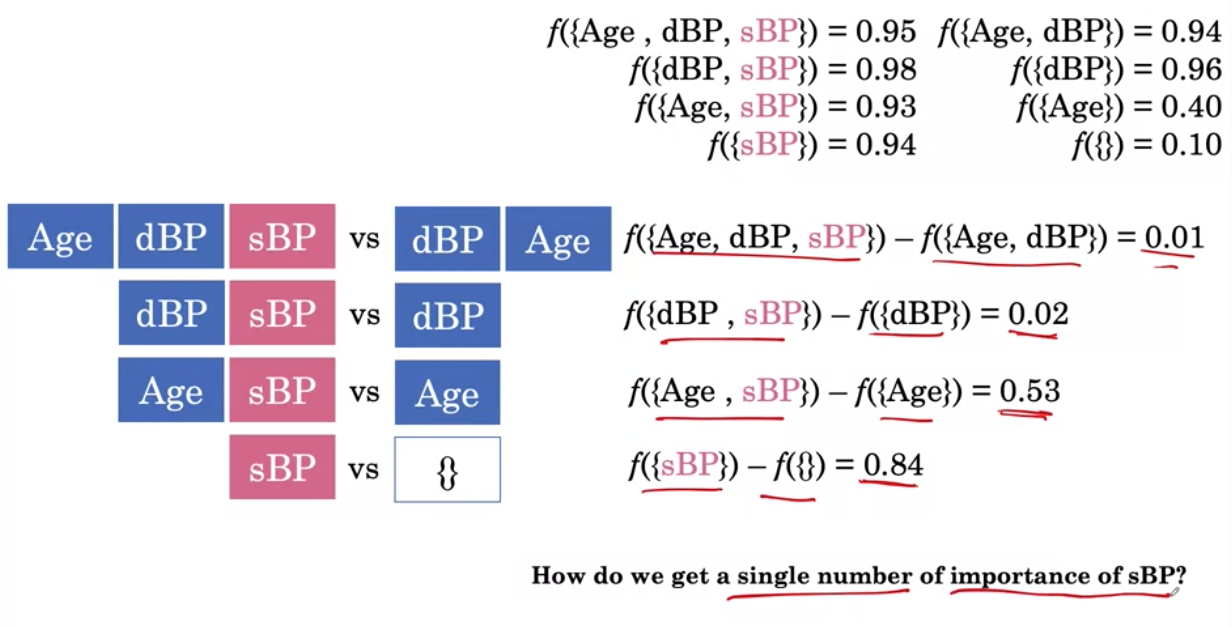 f({Age , dBP, sBP}) = 0.95 f({Age, dBP}) = 0.94
f({dBP, sBP}) = 0.98 f({dBP}) = 0.96
f({Age, sBP}) = 0.93 f({Age}) = 0.40
f({sBP}) = 0.94 f({}) = 0.10
Age dBP sBP vs dBP Age f({Age, dBP, sBP}) – f({Age, dBP}) = 0.01
dBP sBP vs dBP f({dBP , sBP}) – f({dBP}) = 0.02
Age sBP vs Age f({Age , sBP}) – f({Age}) = 0.53
sBP vs {} f({sBP}) – f({}) = 0.84
How do we get a single number of importance of sBP?